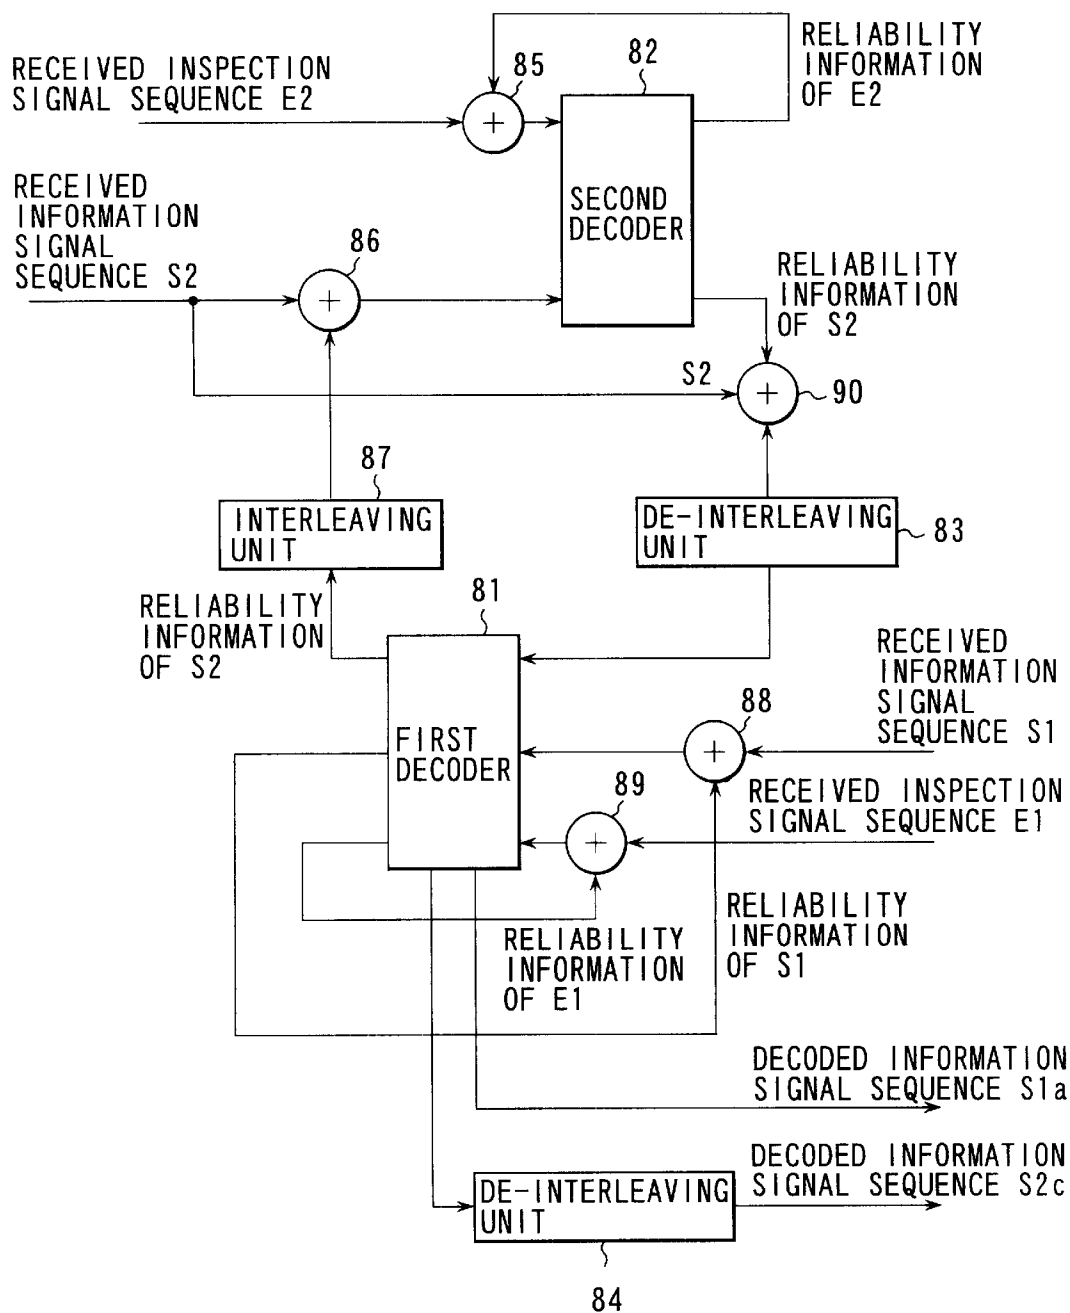 RELIABILITY
INFORMATION
OF E2
82
85
RECEIVED INSPECTION
SIGNAL SEQUENCE E2
+
RECEIVED
INFORMATION
SIGNAL
SEQUENCE S2
SECOND
DECODER
86
+
RELIABILITY
INFORMATION
OF S2
S2
+
90
87
INTERLEAVING
UNIT
DE-INTERLEAVING
UNIT
83
RELIABILITY
INFORMATION
OF S2
81
RECEIVED
INFORMATION
SIGNAL
SEQUENCE S1
88
FIRST
DECODER
+
89
RECEIVED INSPECTION
SIGNAL SEQUENCE E1
+
RELIABILITY
INFORMATION
OF S1
RELIABILITY
INFORMATION
OF E1
DECODED INFORMATION
SIGNAL SEQUENCE S1a
DECODED INFORMATION
SIGNAL SEQUENCE S2c
DE-INTERLEAVING
UNIT
84